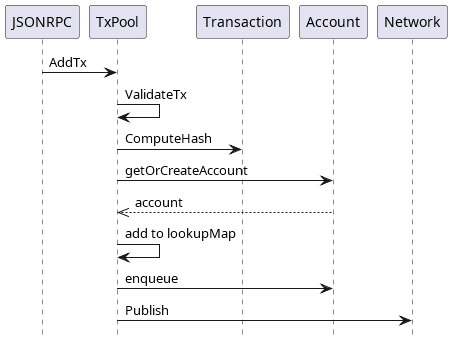 JSONRPC TxPool Transaction Account Network
AddTx
ValidateTx
ComputeHash
getOrCreateAccount
account
add to lookupMap
enqueue
Publish